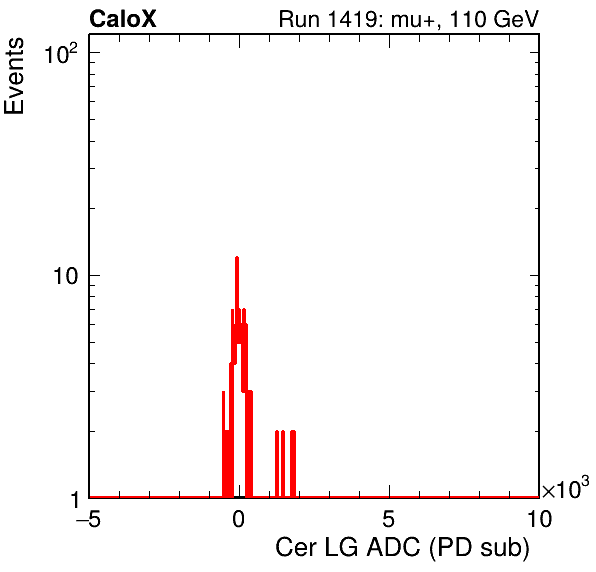 CaloX Run 1419: mu+, 110 GeV
Events
10²
10
1
−5 0 5 10
×10³
Cer LG ADC (PD sub)